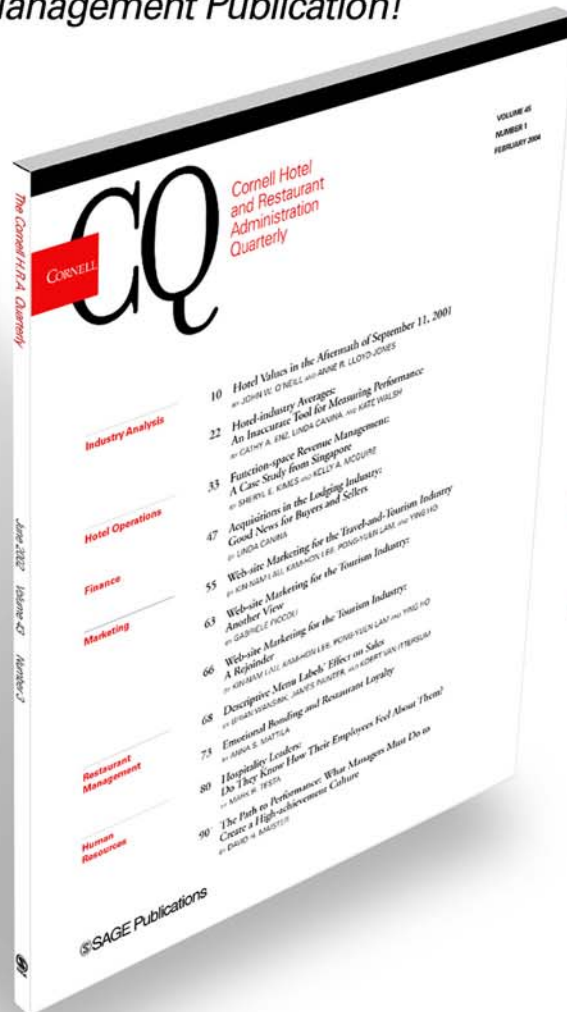 Management Publication!
VOLUME 45
NUMBER 1
FEBRUARY 2004
CORNELL
CQ
Cornell Hotel
and Restaurant
Administration
Quarterly
The Cornell H.R.A. Quarterly
June 2002 Volume 43 Number 3
Industry Analysis
10 Hotel Values in the Aftermath of September 11, 2001
BY JOHN W. O'NEILL AND ANNE R. LLOYD-JONES
22 Hotel-industry Averages:
An Inaccurate Tool for Measuring Performance
BY CATHY A. ENZ, LINDA CANINA, AND KATE WALSH
Hotel Operations
33 Function-space Revenue Management:
A Case Study from Singapore
BY SHERYL E. KIMES AND KELLY A. MCGUIRE
Finance
47 Acquisitions in the Lodging Industry:
Good News for Buyers and Sellers
BY LINDA CANINA
Marketing
55 Web-site Marketing for the Travel-and-Tourism Industry
BY KIN-NAM LAU, KAM-HON LEE, PONG-YUEN LAM, AND YING HO
63 Web-site Marketing for the Tourism Industry:
Another View
BY GABRIELE PICCOLI
66 Web-site Marketing for the Tourism Industry:
A Rejoinder
BY KIN-NAM LAU, KAM-HON LEE, PONG-YUEN LAM AND YING HO
68 Descriptive Menu Labels' Effect on Sales
BY BRIAN WANSINK, JAMES PAINTER, AND KOERT VAN ITTERSUM
Restaurant
Management
73 Emotional Bonding and Restaurant Loyalty
BY ANNA S. MATTILA
Human
Resources
80 Hospitality Leaders:
Do They Know How Their Employees Feel About Them?
BY MARK R. TESTA
90 The Path to Performance: What Managers Must Do to
Create a High-achievement Culture
BY DAVID H. MAISTER
SAGE Publications